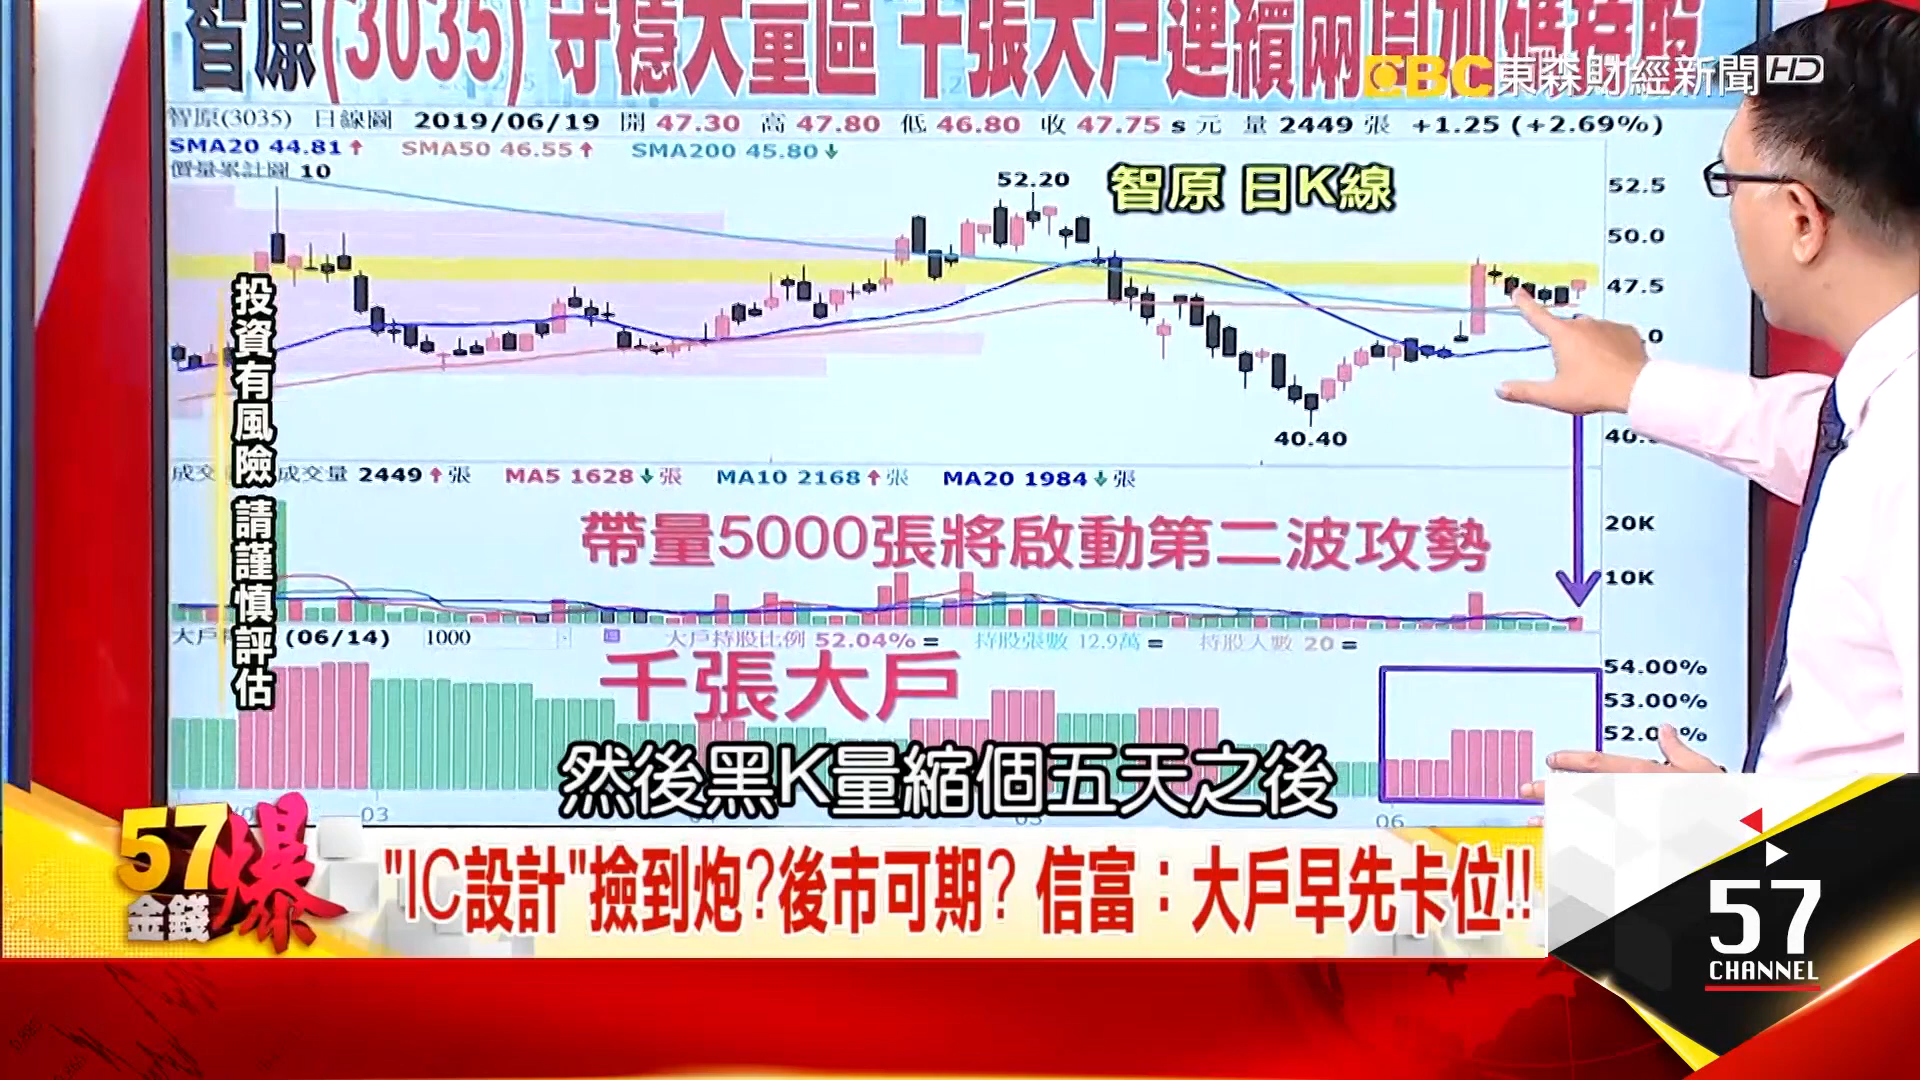 智原(3035) 守穩大量區 千張大戶連續兩周加碼持股
EBC 東森財經新聞 HD
智原(3035) 日線圖 2019/06/19 開 47.30 高 47.80 低 46.80 收 47.75 s 元 量 2449 張 +1.25 (+2.69%)
SMA20 44.81↑ SMA50 46.55↑ SMA200 45.80↓
價量累計圖 10
52.20
智原 日K線
52.5
50.0
47.5
40.40
投資有風險 請謹慎評估
成交量 2449↑張 MA5 1628↓張 MA10 2168↑張 MA20 1984↓張
帶量5000張將啟動第二波攻勢
20K
10K
(06/14) 1000 大戶持股比例 52.04% = 持股張數 12.9萬 = 持股人數 20 =
千張大戶
54.00%
53.00%
然後黑K量縮個五天之後
03
06
57金錢爆
"IC設計"撿到炮?後市可期? 信富：大戶早先卡位!!
57
CHANNEL